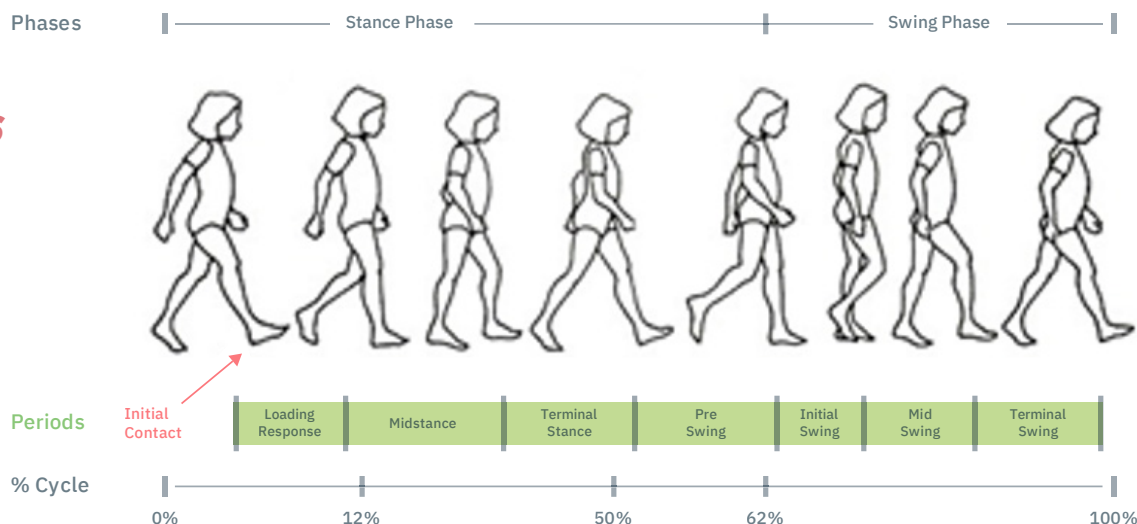 Phases
Stance Phase
Swing Phase
Initial
Contact
Periods
Loading
Response
Midstance
Terminal
Stance
Pre
Swing
Initial
Swing
Mid
Swing
Terminal
Swing
% Cycle
0%
12%
50%
62%
100%